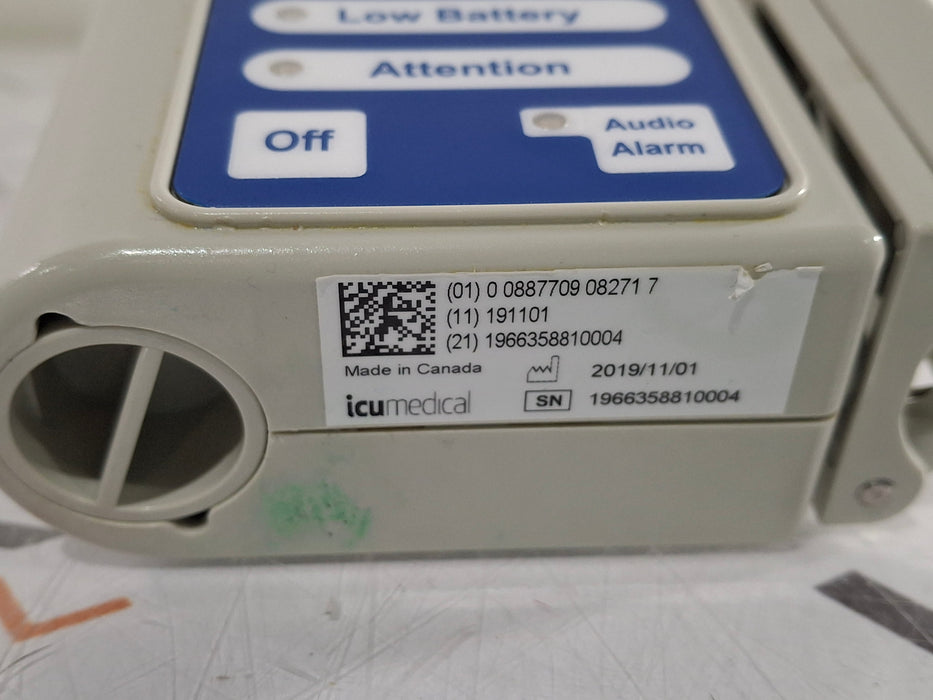 Low Battery
Attention
Off
Audio
Alarm
(01) 0 0887709 08271 7
(11) 191101
(21) 1966358810004
Made in Canada
2019/11/01
icumedical
SN
1966358810004